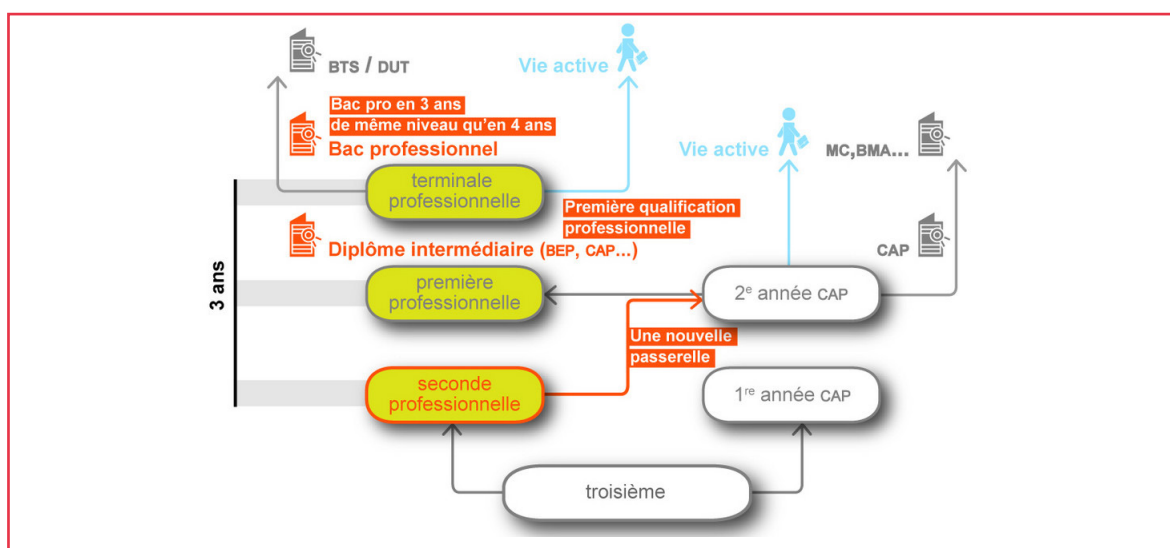 BTS / DUT
Vie active
Bac pro en 3 ans
de même niveau qu'en 4 ans
Bac professionnel
Vie active
MC,BMA...
terminale
professionnelle
Première qualification
professionnelle
Diplôme intermédiaire (BEP, CAP...)
CAP
3 ans
première
professionnelle
2e année CAP
Une nouvelle
passerelle
seconde
professionnelle
1re année CAP
troisième